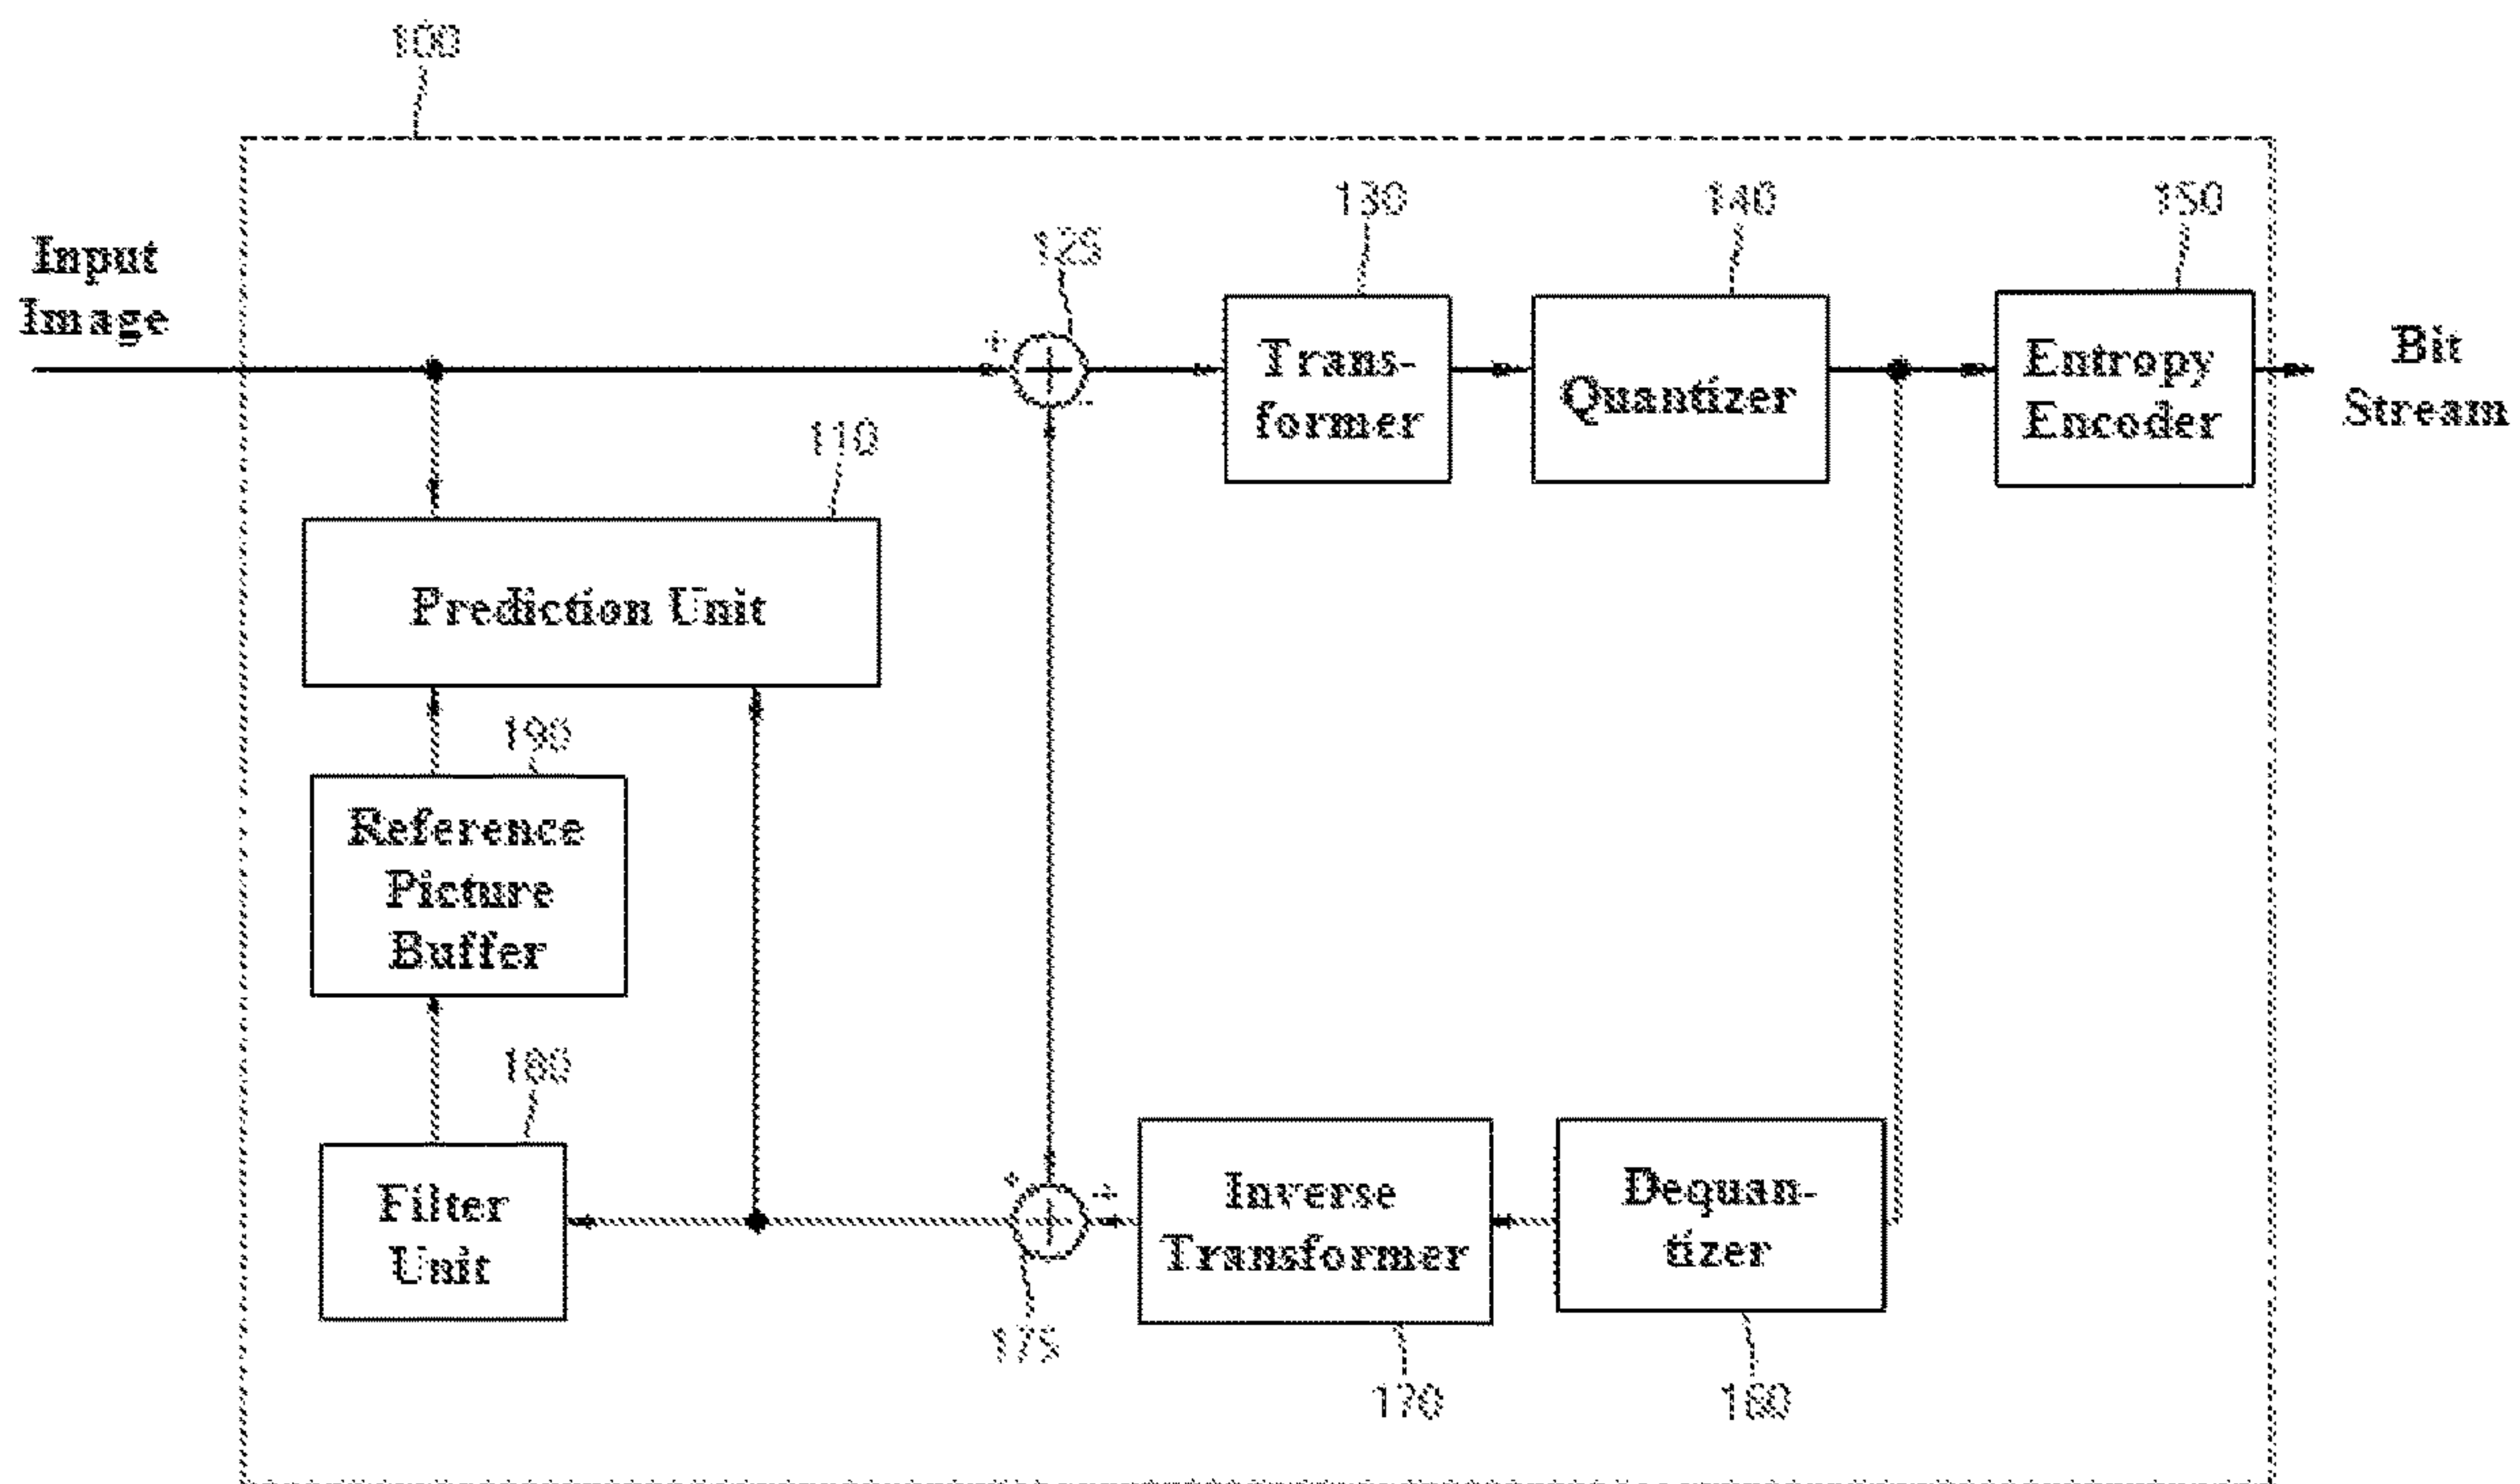 100
130
140
150
125
Input
Image
+
Trans-
former
Quantizer
Entropy
Encoder
Bit
Stream
-
110
Prediction Unit
190
Reference
Picture
Buffer
180
Filter
Unit
+
+
Inverse
Transformer
Dequan-
tizer
175
170
160